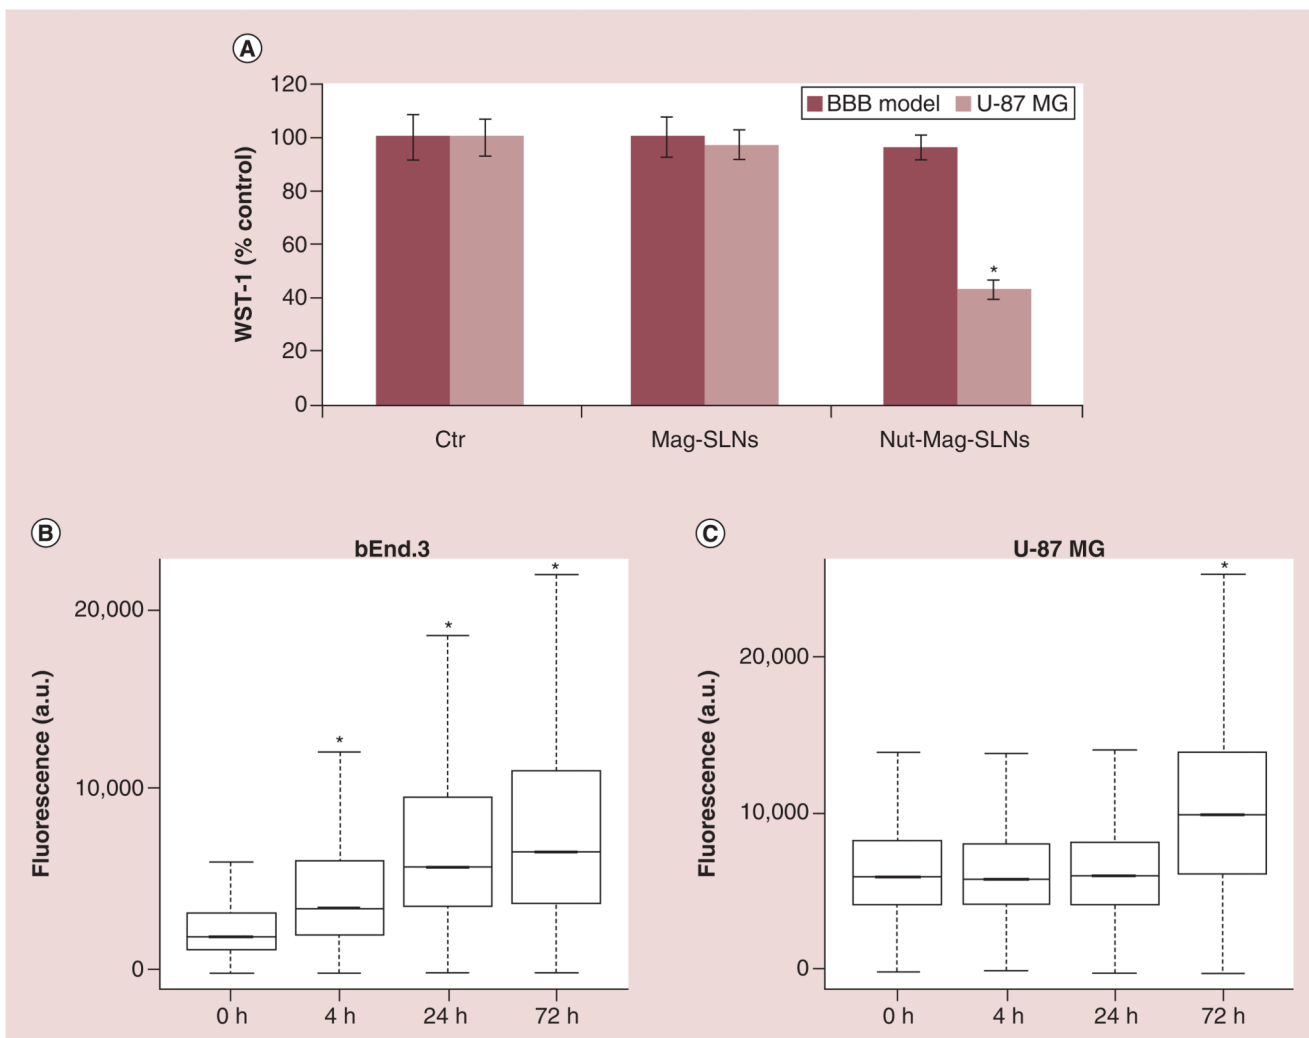 A
120
100
80
60
40
20
0
WST-1 (% control)
BBB model
U-87 MG
*
Ctr
Mag-SLNs
Nut-Mag-SLNs
B
bEnd.3
Fluorescence (a.u.)
20,000
10,000
0
*
*
*
0 h
4 h
24 h
72 h
C
U-87 MG
Fluorescence (a.u.)
20,000
10,000
0
*
0 h
4 h
24 h
72 h